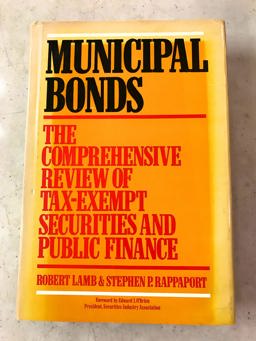 MUNICIPAL
BONDS
THE
COMPREHENSIVE
REVIEW OF
TAX-EXEMPT
SECURITIES AND
PUBLIC FINANCE
ROBERT LAMB & STEPHEN P. RAPPAPORT
Foreword by Edward I. O'Brien
President, Securities Industry Association